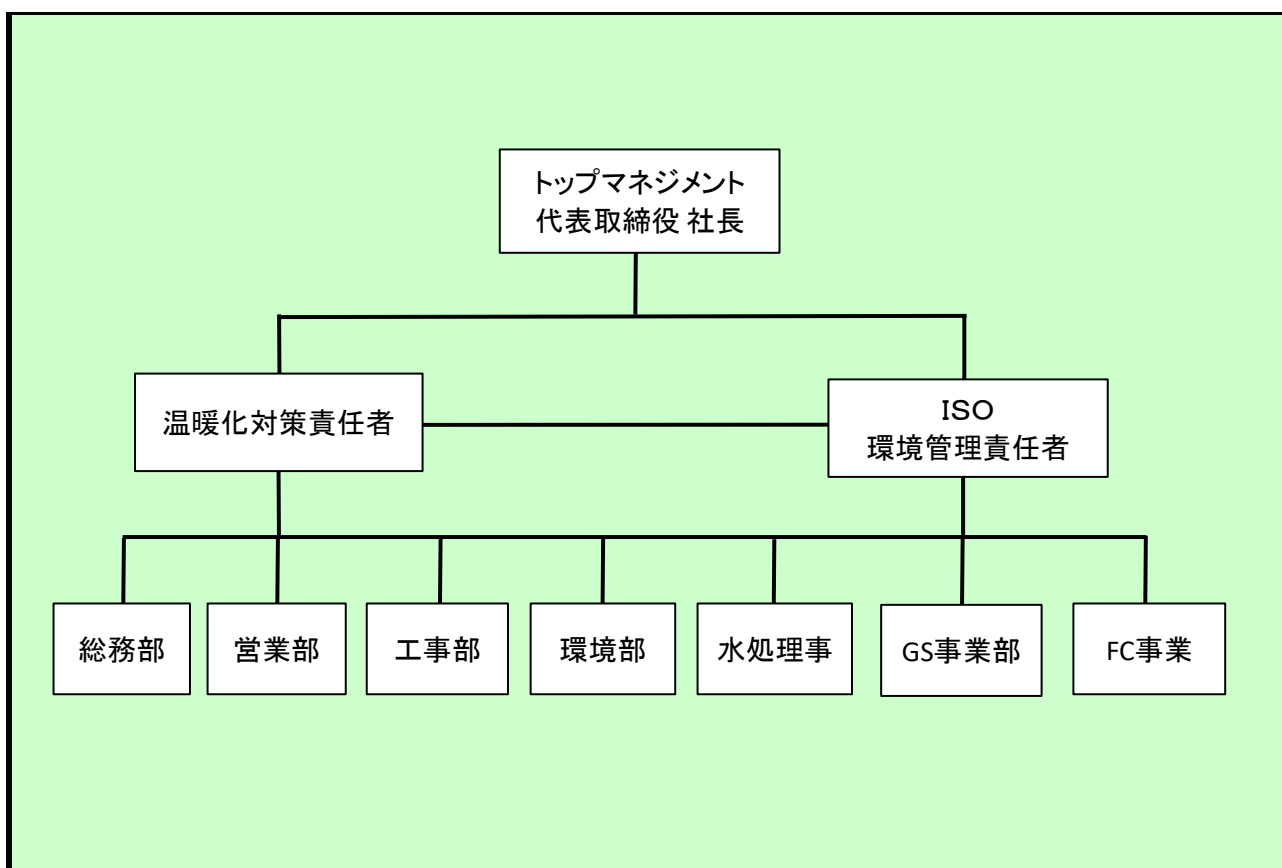 トップマネジメント
代表取締役 社長
温暖化対策責任者
ISO
環境管理責任者
総務部
営業部
工事部
環境部
水処理事
GS事業部
FC事業